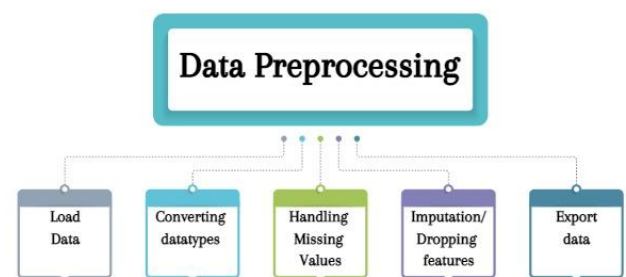 Data Preprocessing
Load
Data
Converting
datatypes
Handling
Missing
Values
Imputation/
Dropping
features
Export
data